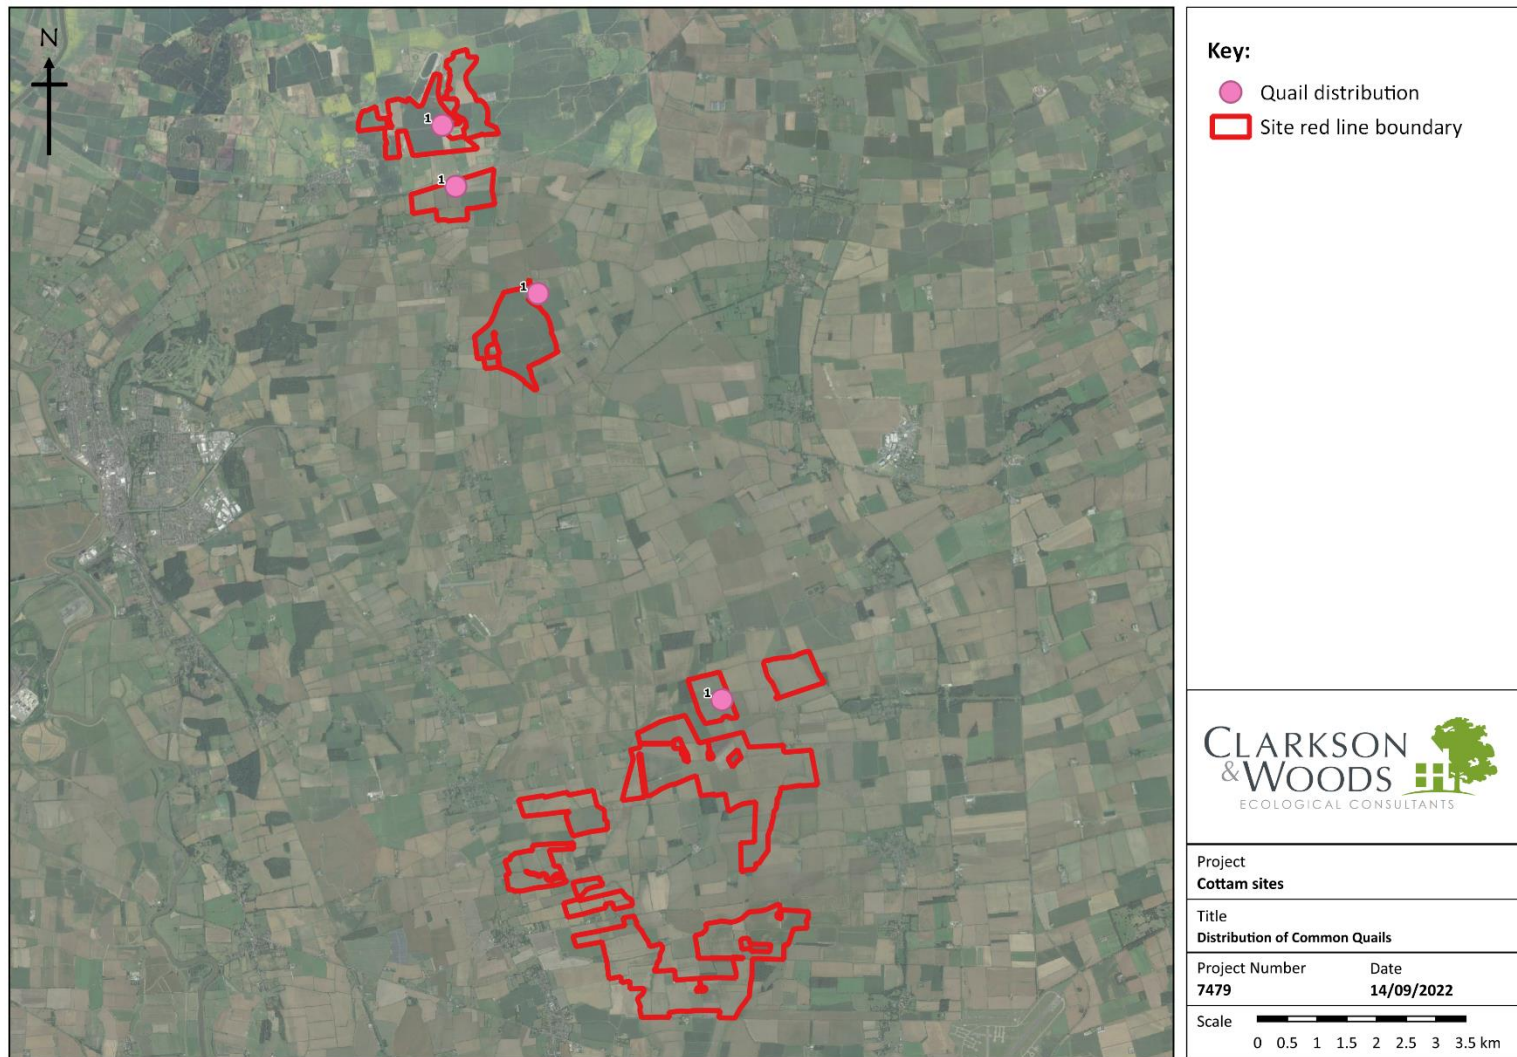 N
1
1
1
1
Key:
Quail distribution
Site red line boundary
CLARKSON
& WOODS
ECOLOGICAL CONSULTANTS
Project
Cottam sites
Title
Distribution of Common Quails
Project Number Date
7479 14/09/2022
Scale
0 0.5 1 1.5 2 2.5 3 3.5 km